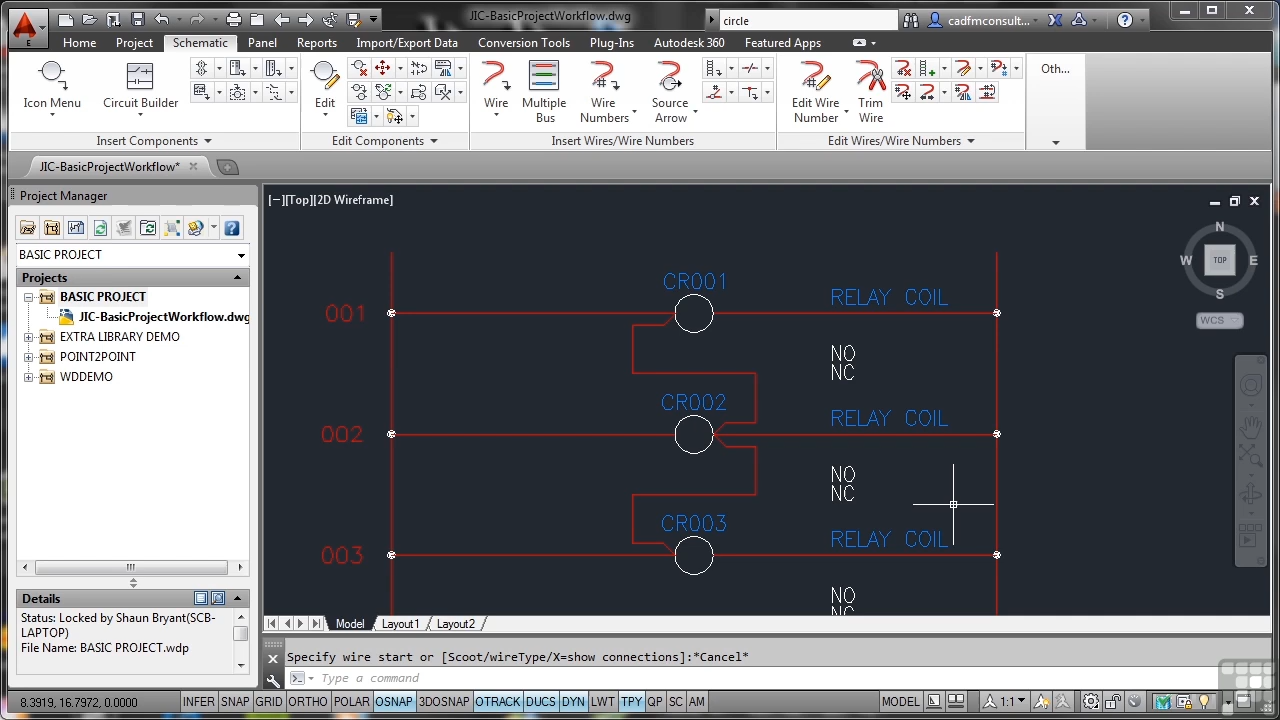 JIC-BasicProjectWorkflow.dwg
circle
cadfmconsult...
E
Home Project Schematic Panel Reports Import/Export Data Conversion Tools Plug-Ins Autodesk 360 Featured Apps
Icon Menu
Circuit Builder
Edit
Wire
Multiple Bus
Wire Numbers
Source Arrow
Edit Wire Number
Trim Wire
Oth...
Insert Components
Edit Components
Insert Wires/Wire Numbers
Edit Wires/Wire Numbers
JIC-BasicProjectWorkflow*
Project Manager
BASIC PROJECT
Projects
BASIC PROJECT
JIC-BasicProjectWorkflow.dwg
EXTRA LIBRARY DEMO
POINT2POINT
WDDEMO
Details
Status: Locked by Shaun Bryant(SCB-
LAPTOP)
File Name: BASIC PROJECT.wdp
[−][Top][2D Wireframe]
N
W TOP E
S
WCS
CR001
RELAY COIL
001
NO
NC
CR002
RELAY COIL
002
NO
NC
CR003
RELAY COIL
003
NO
NC
Model Layout1 Layout2
Specify wire start or [Scoot/wireType/X=show connections]:*Cancel*
Type a command
8.3919, 16.7972, 0.0000
INFER SNAP GRID ORTHO POLAR OSNAP 3DOSNAP OTRACK DUCS DYN LWT TPY QP SC AM
MODEL
1:1